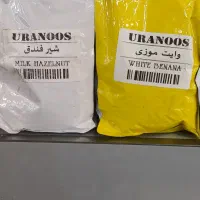 URANOOS
شیر فندق
MILK HAZELNUT
URANOOS
وایت موزی
WHITE BENANA